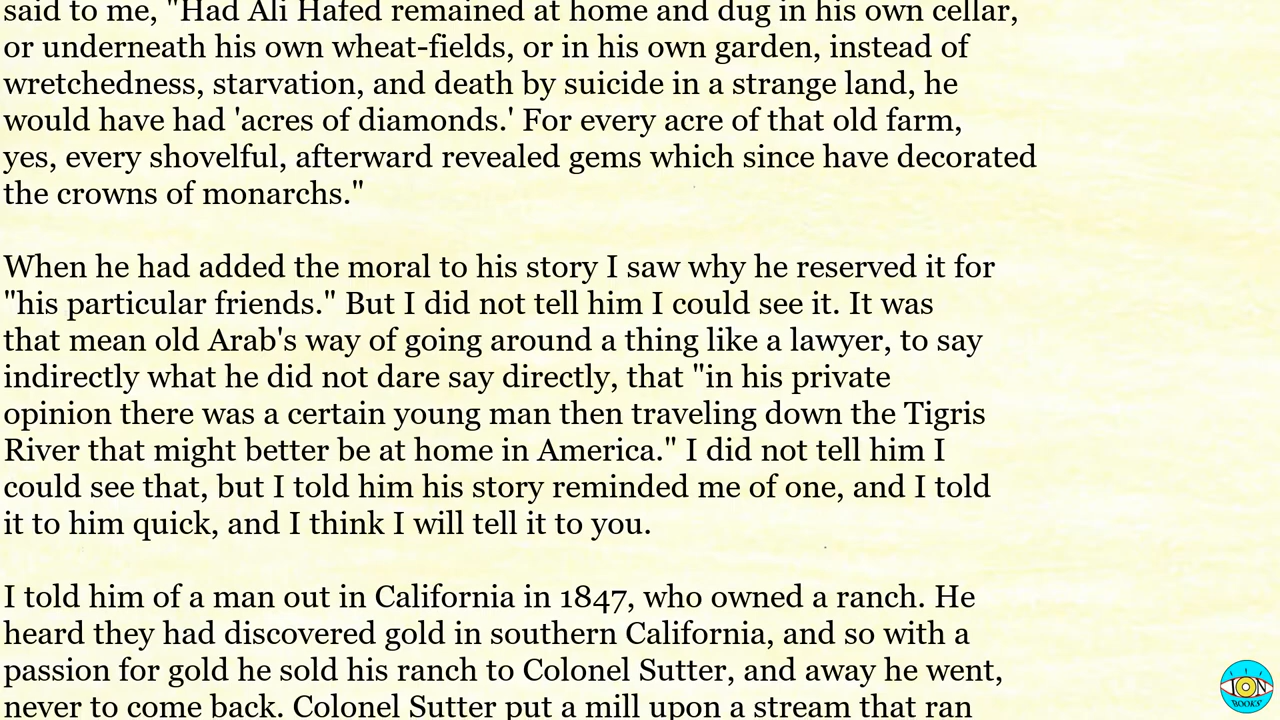 said to me, "Had Ali Hafed remained at home and dug in his own cellar,
or underneath his own wheat-fields, or in his own garden, instead of
wretchedness, starvation, and death by suicide in a strange land, he
would have had 'acres of diamonds.' For every acre of that old farm,
yes, every shovelful, afterward revealed gems which since have decorated
the crowns of monarchs."
When he had added the moral to his story I saw why he reserved it for
"his particular friends." But I did not tell him I could see it. It was
that mean old Arab's way of going around a thing like a lawyer, to say
indirectly what he did not dare say directly, that "in his private
opinion there was a certain young man then traveling down the Tigris
River that might better be at home in America." I did not tell him I
could see that, but I told him his story reminded me of one, and I told
it to him quick, and I think I will tell it to you.
I told him of a man out in California in 1847, who owned a ranch. He
heard they had discovered gold in southern California, and so with a
passion for gold he sold his ranch to Colonel Sutter, and away he went,
never to come back. Colonel Sutter put a mill upon a stream that ran
ION
BOOKS